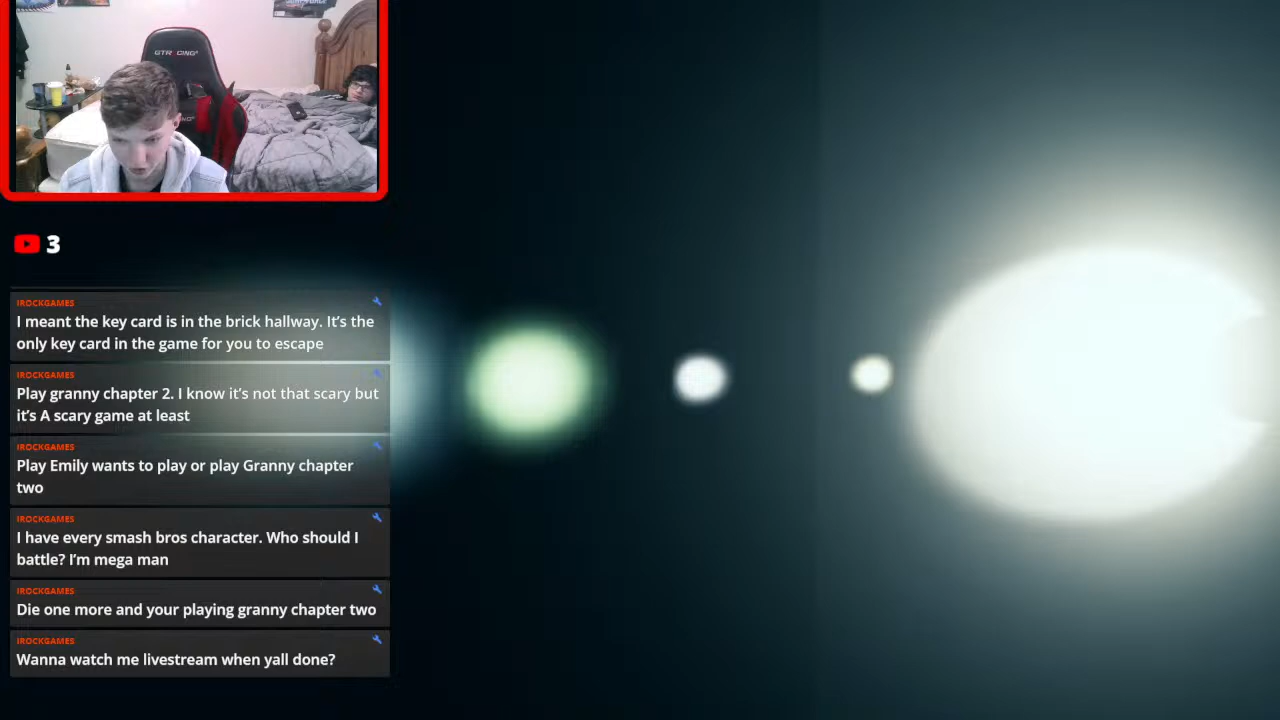 GTRACING
3
IROCKGAMES
I meant the key card is in the brick hallway. It's the
only key card in the game for you to escape
IROCKGAMES
Play granny chapter 2. I know it's not that scary but
it's A scary game at least
IROCKGAMES
Play Emily wants to play or play Granny chapter
two
IROCKGAMES
I have every smash bros character. Who should I
battle? I'm mega man
IROCKGAMES
Die one more and your playing granny chapter two
IROCKGAMES
Wanna watch me livestream when yall done?